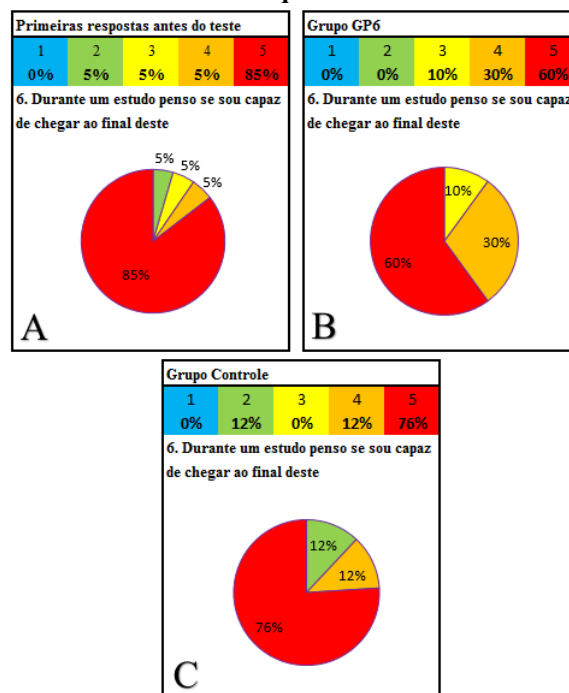 Primeiras respostas antes do teste
1 2 3 4 5
0% 5% 5% 5% 85%
6. Durante um estudo penso se sou capaz
de chegar ao final deste
5%
5%
5%
85%
A
Grupo GP6
1 2 3 4 5
0% 0% 10% 30% 60%
6. Durante um estudo penso se sou capaz
de chegar ao final deste
10%
30%
60%
B
Grupo Controle
1 2 3 4 5
0% 12% 0% 12% 76%
6. Durante um estudo penso se sou capaz
de chegar ao final deste
12%
12%
76%
C